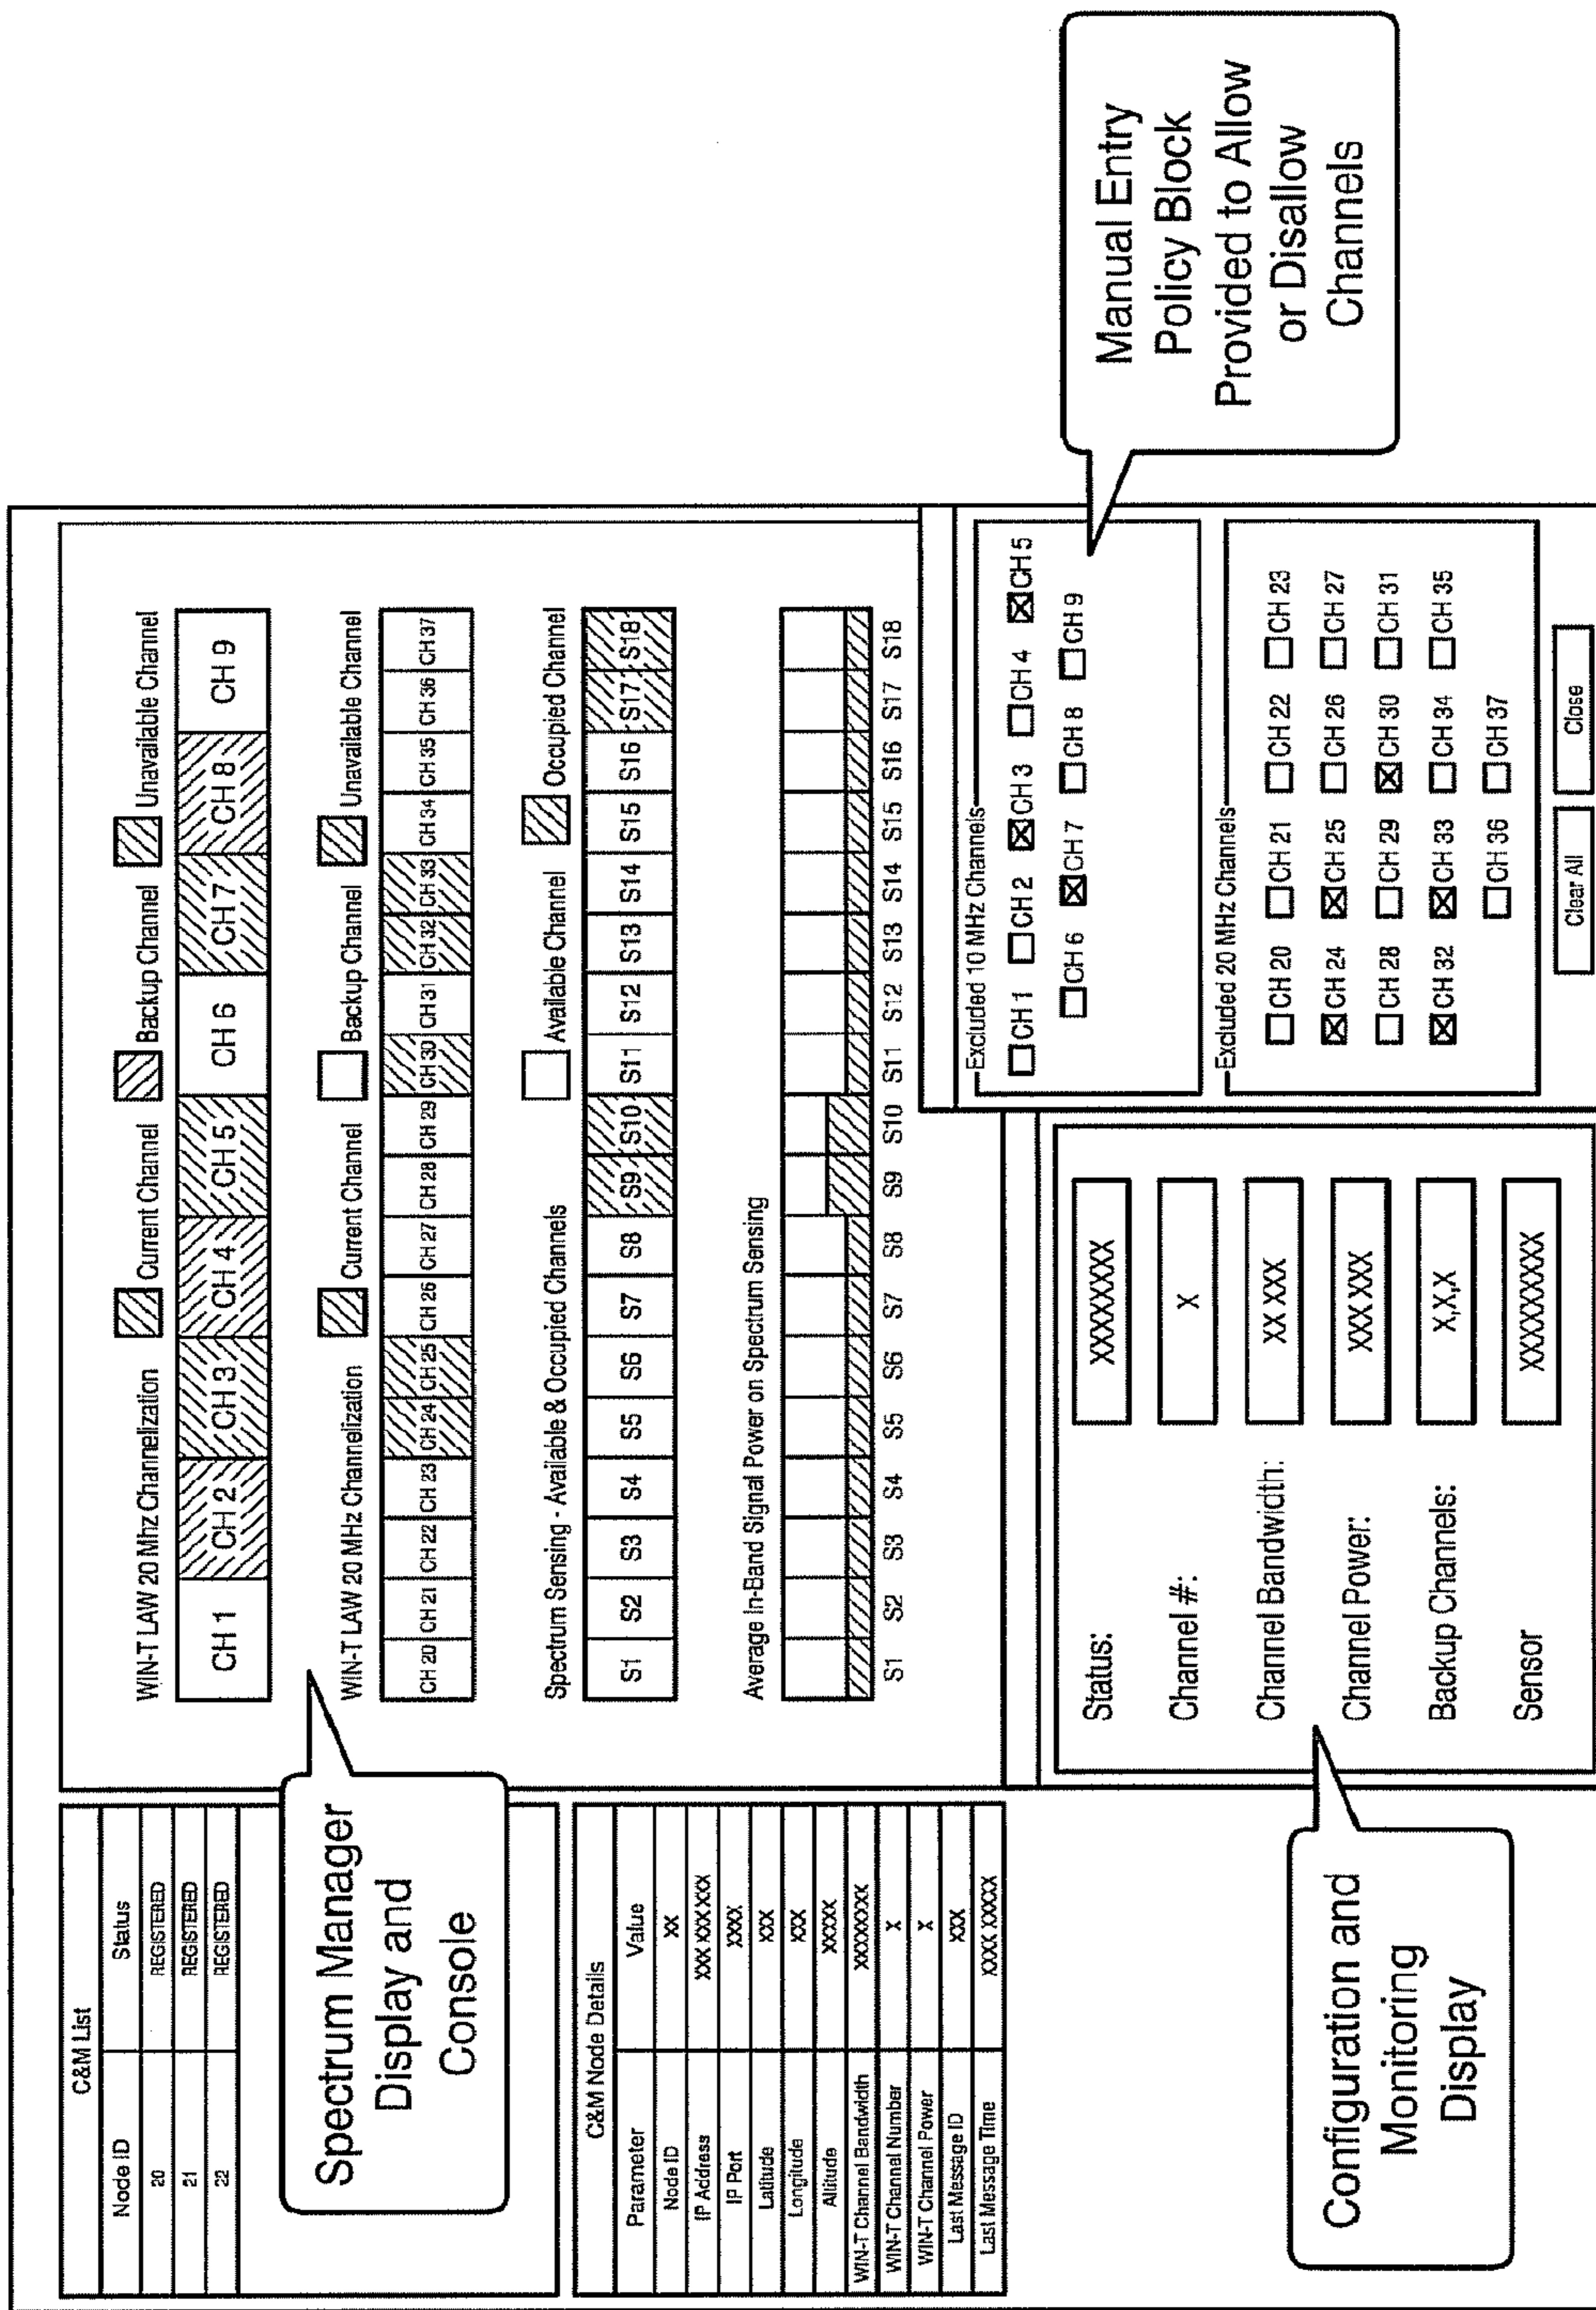 C&M List
Node ID Status
20 REGISTERED
21 REGISTERED
22 REGISTERED
Spectrum Manager
Display and
Console
C&M Node Details
Parameter Value
Node ID XX
IP Address XXX XXXXXX
IP Port XXXX
Latitude XXX
Longitude XXX
Altitude XXXXX
WIN-T Channel Bandwidth XXXXXXXX
WIN-T Channel Number X
WIN-T Channel Power X
Last Message ID XXX
Last Message Time XXXX XXXXX
WIN-T LAW 20 Mhz Channelization Current Channel Backup Channel Unavailable Channel
CH 1 CH 2 CH 3 CH 4 CH 5 CH 6 CH 7 CH 8 CH 9
WIN-T LAW 20 MHz Channelization Current Channel Backup Channel Unavailable Channel
CH 20 CH 21 CH 22 CH 23 CH 24 CH 25 CH 26 CH 27 CH 28 CH 29 CH 30 CH 31 CH 32 CH 33 CH 34 CH 35 CH 36 CH 37
Spectrum Sensing - Available & Occupied Channels Available Channel Occupied Channel
S1 S2 S3 S4 S5 S6 S7 S8 S9 S10 S11 S12 S13 S14 S15 S16 S17 S18
Average In-Band Signal Power on Spectrum Sensing
S1 S2 S3 S4 S5 S6 S7 S8 S9 S10 S11 S12 S13 S14 S15 S16 S17 S18
Configuration and
Monitoring
Display
Status: XXXXXXXX
Channel #: X
Channel Bandwidth: XX XXX
Channel Power: XXX XXX
Backup Channels: X,X,X
Sensor XXXXXXXXX
Excluded 10 MHz Channels
CH 1 CH 2 CH 3 CH 4 CH 5
CH 6 CH 7 CH 8 CH 9
Excluded 20 MHz Channels
CH 20 CH 21 CH 22 CH 23
CH 24 CH 25 CH 26 CH 27
CH 28 CH 29 CH 30 CH 31
CH 32 CH 33 CH 34 CH 35
CH 36 CH 37
Clear All Close
Manual Entry
Policy Block
Provided to Allow
or Disallow
Channels